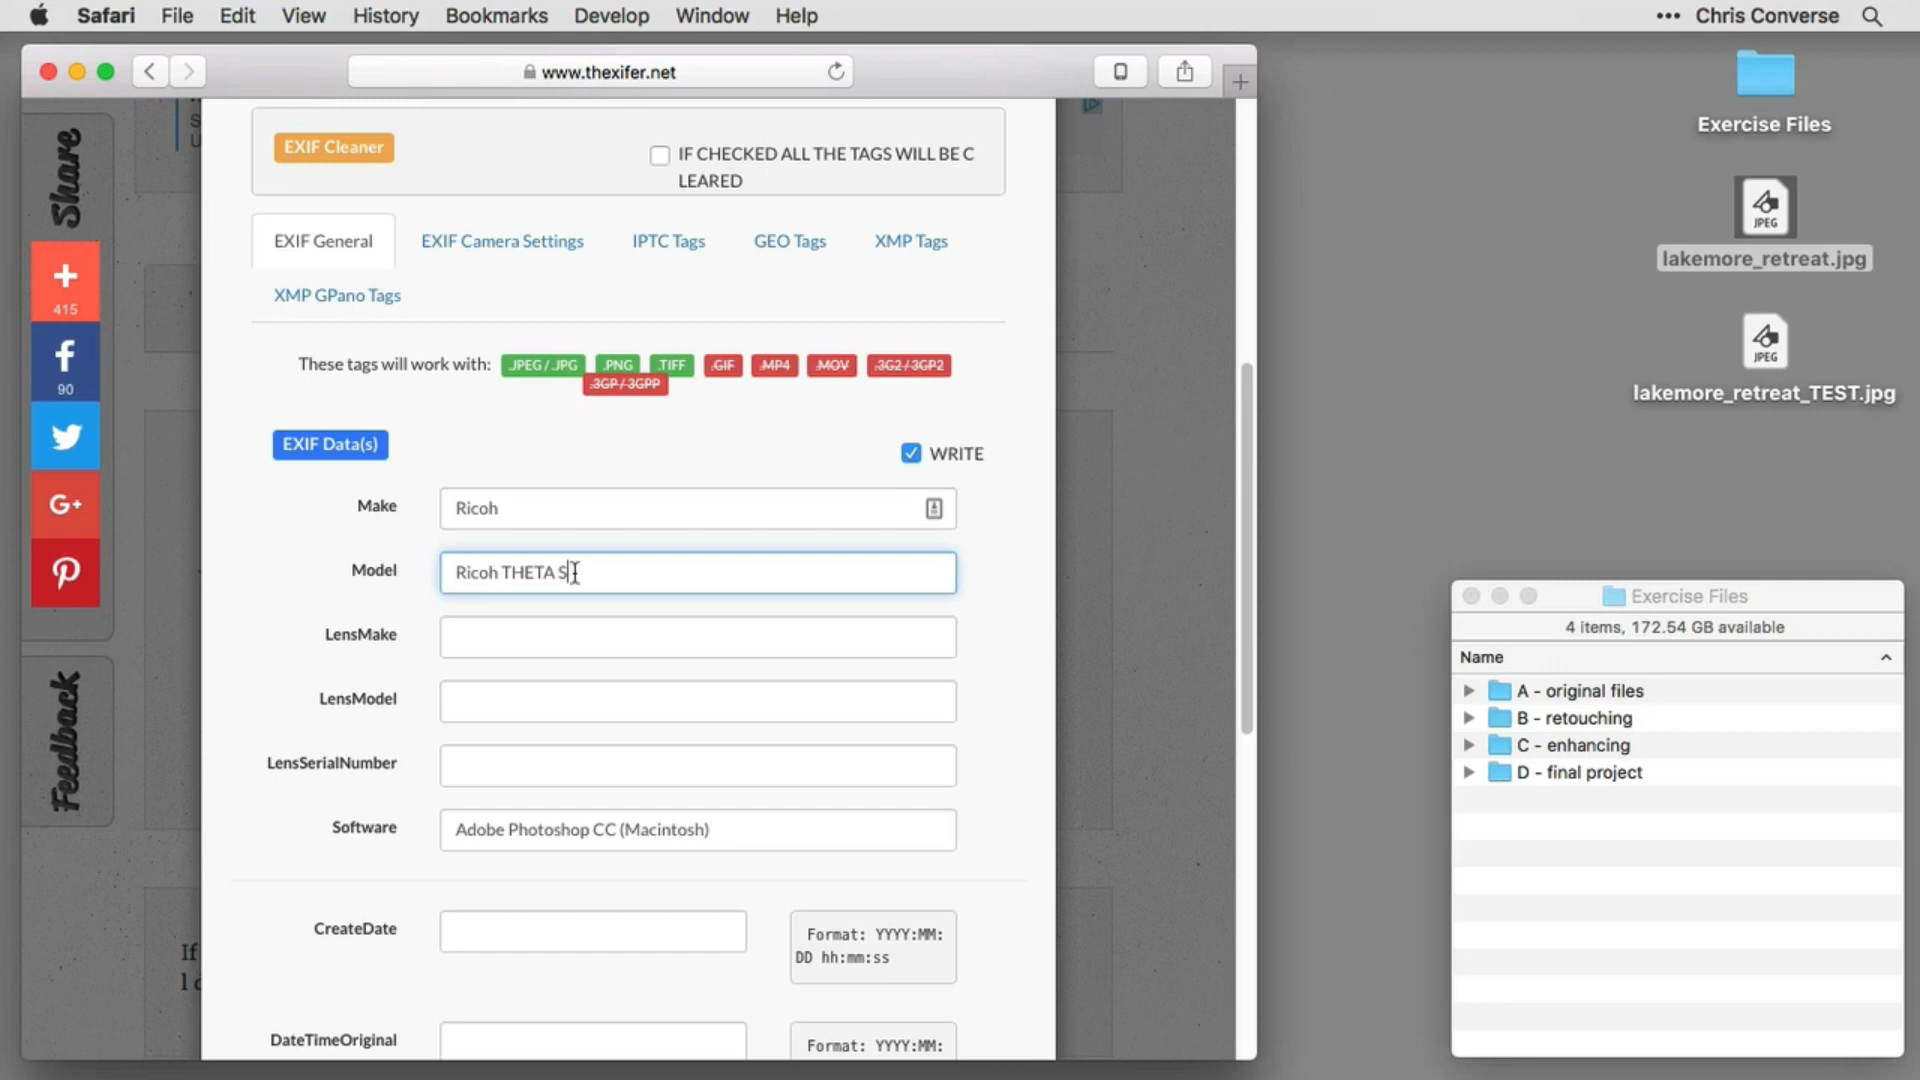 Safari File Edit View History Bookmarks Develop Window Help
••• Chris Converse
www.thexifer.net
Share
415
90
G+
Feedback
EXIF Cleaner
IF CHECKED ALL THE TAGS WILL BE C
LEARED
EXIF General EXIF Camera Settings IPTC Tags GEO Tags XMP Tags
XMP GPano Tags
These tags will work with: .JPEG / .JPG .PNG .TIFF .GIF .MP4 .MOV .3G2 / 3GP2
.3GP / 3GPP
EXIF Data(s)
WRITE
Make Ricoh
Model Ricoh THETA S
LensMake
LensModel
LensSerialNumber
Software Adobe Photoshop CC (Macintosh)
CreateDate Format: YYYY:MM:
DD hh:mm:ss
DateTimeOriginal Format: YYYY:MM:
If
Exercise Files
JPEG
lakemore_retreat.jpg
JPEG
lakemore_retreat_TEST.jpg
Exercise Files
4 items, 172.54 GB available
Name
A - original files
B - retouching
C - enhancing
D - final project